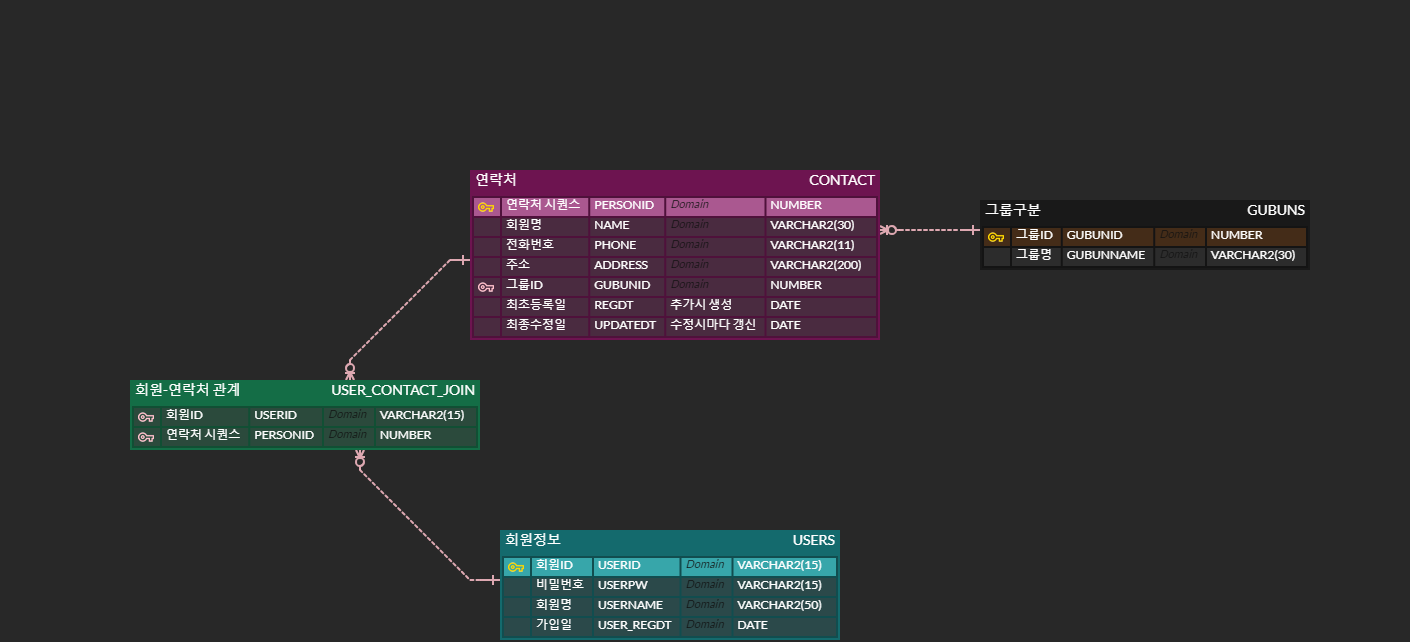 연락처 CONTACT
연락처 시퀀스 PERSONID Domain NUMBER
회원명 NAME Domain VARCHAR2(30)
전화번호 PHONE Domain VARCHAR2(11)
주소 ADDRESS Domain VARCHAR2(200)
그룹ID GUBUNID Domain NUMBER
최초등록일 REGDT 추가시 생성 DATE
최종수정일 UPDATEDT 수정시마다 갱신 DATE
그룹구분 GUBUNS
그룹ID GUBUNID Domain NUMBER
그룹명 GUBUNNAME Domain VARCHAR2(30)
회원-연락처 관계 USER_CONTACT_JOIN
회원ID USERID Domain VARCHAR2(15)
연락처 시퀀스 PERSONID Domain NUMBER
회원정보 USERS
회원ID USERID Domain VARCHAR2(15)
비밀번호 USERPW Domain VARCHAR2(15)
회원명 USERNAME Domain VARCHAR2(50)
가입일 USER_REGDT Domain DATE